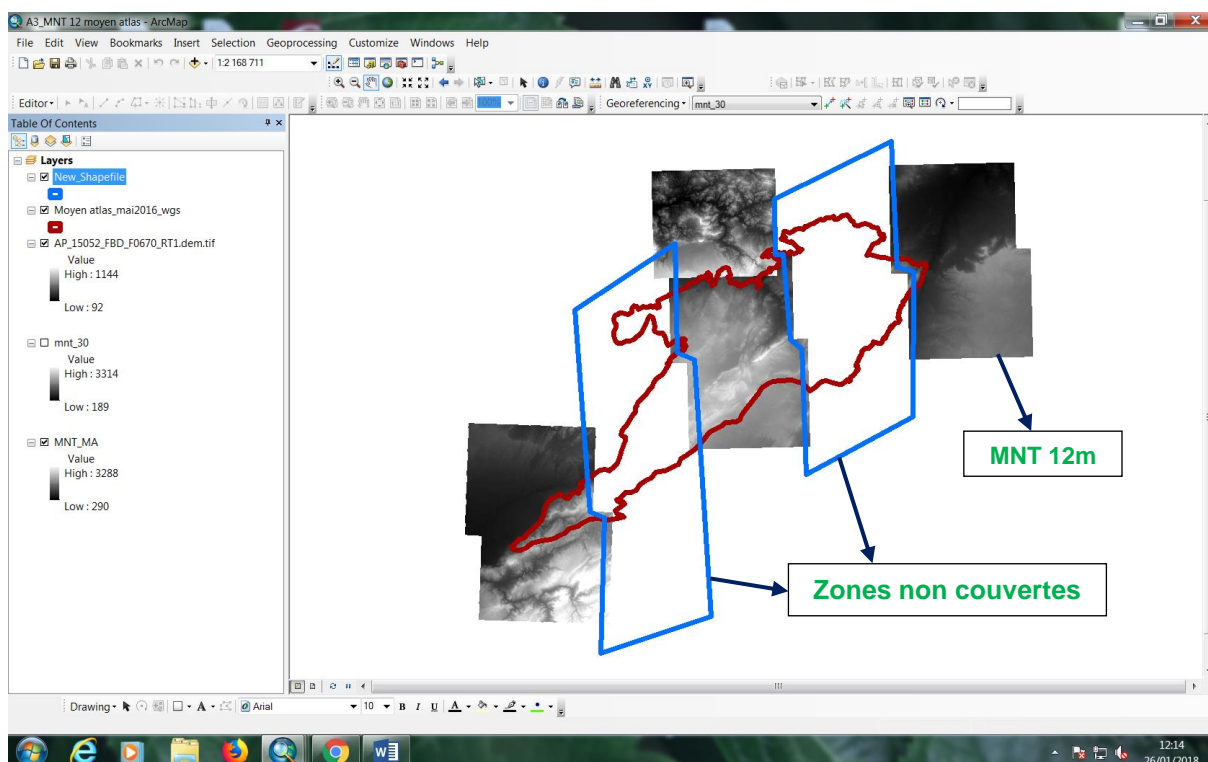 A3_MNT 12 moyen atlas - ArcMap
File Edit View Bookmarks Insert Selection Geoprocessing Customize Windows Help
1:2 168 711
Editor
100%
Georeferencing mnt_30
Table Of Contents
Layers
New_Shapefile
Moyen atlas_mai2016_wgs
AP_15052_FBD_F0670_RT1.dem.tif
Value
High : 1144
Low : 92
mnt_30
Value
High : 3314
Low : 189
MNT_MA
Value
High : 3288
Low : 290
MNT 12m
Zones non couvertes
Drawing A Arial 10 B I U A
12:14
26/01/2018